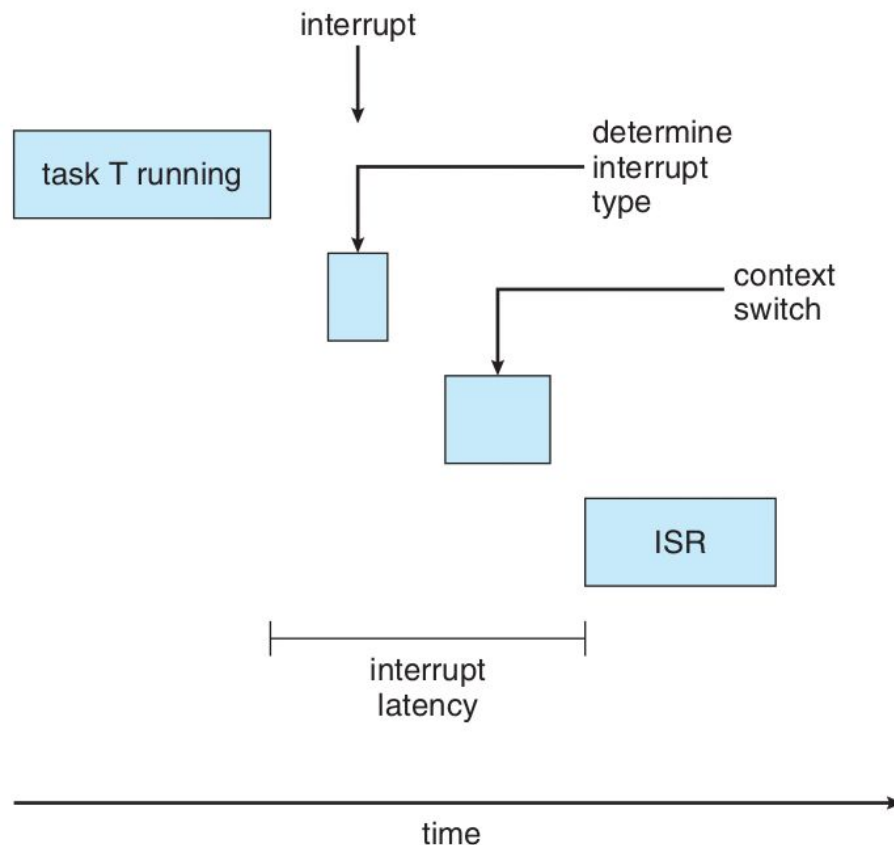 interrupt
task T running
determine
interrupt
type
context
switch
ISR
interrupt
latency
time